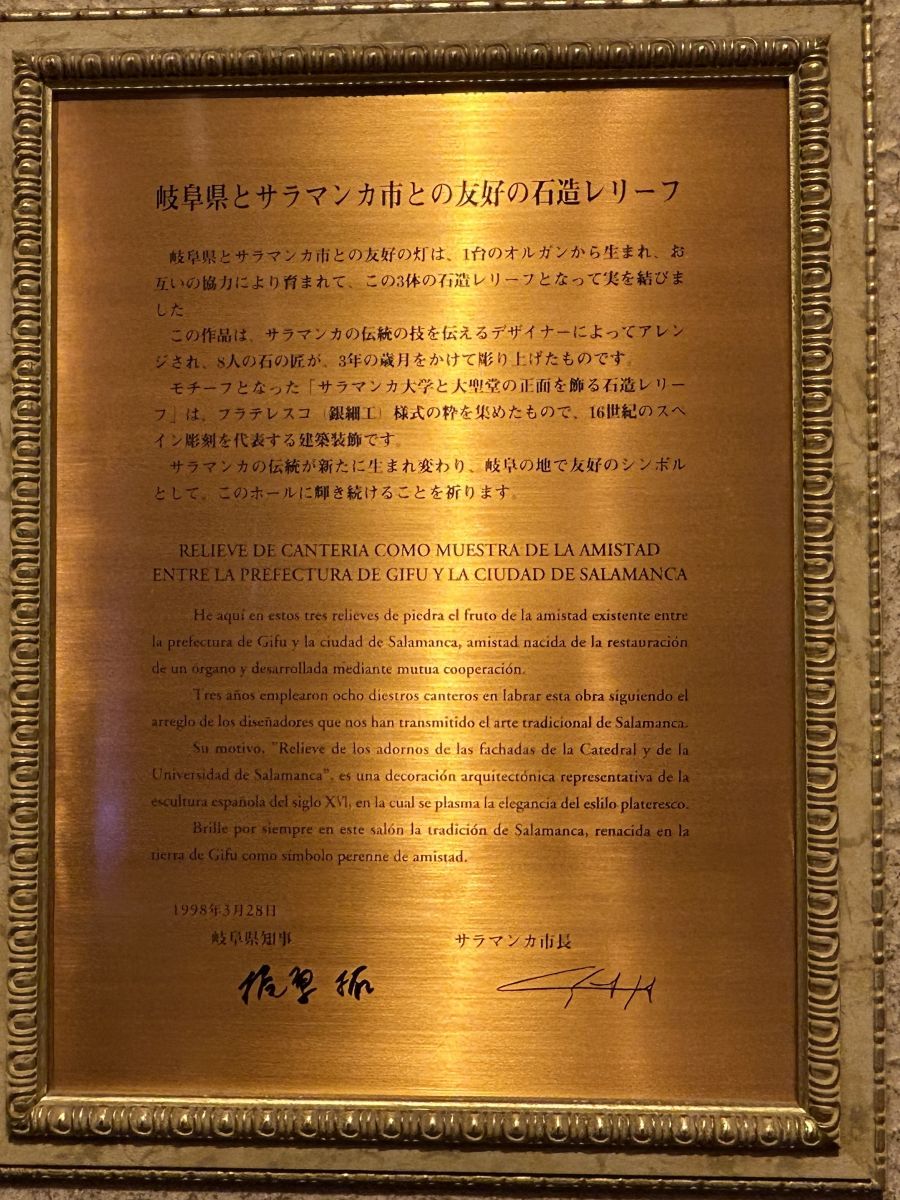 岐阜県とサラマンカ市との友好の石造レリーフ
岐阜県とサラマンカ市との友好の灯は、1台のオルガンから生まれ、お
互いの協力により育まれて、この3体の石造レリーフとなって実を結びま
した
この作品は、サラマンカの伝統の技を伝えるデザイナーによってアレン
ジされ、8人の石の匠が、3年の歳月をかけて彫り上げたものです。
モチーフとなった「サラマンカ大学と大聖堂の正面を飾る石造レリー
フ」は、プラテレスコ(銀細工)様式の粋を集めたもので、16世紀のスペ
イン彫刻を代表する建築装飾です。
サラマンカの伝統が新たに生まれ変わり、岐阜の地で友好のシンボル
として。このホールに輝き続けることを祈ります。
RELIEVE DE CANTERIA COMO MUESTRA DE LA AMISTAD
ENTRE LA PREFECTURA DE GIFU Y LA CIUDAD DE SALAMANCA
He aquí en estos tres relieves de piedra el fruto de la amistad existente entre
la prefectura de Gifu y la ciudad de Salamanca, amistad nacida de la restauración
de un órgano y desarrollada mediante mutua cooperación.
Tres años emplearon ocho diestros canteros en labrar esta obra siguiendo el
arreglo de los diseñadores que nos han transmitido el arte tradicional de Salamanca.
Su motivo, "Relieve de los adornos de las fachadas de la Catedral y de la
Universidad de Salamanca", es una decoración arquitectónica representativa de la
escultura española del siglo XVI, en la cual se plasma la elegancia del eslilo plateresco.
Brille por siempre en este salón la tradición de Salamanca, renacida en la
tierra de Gifu como símbolo perenne de amistad.
1998年3月28日
岐阜県知事 サラマンカ市長